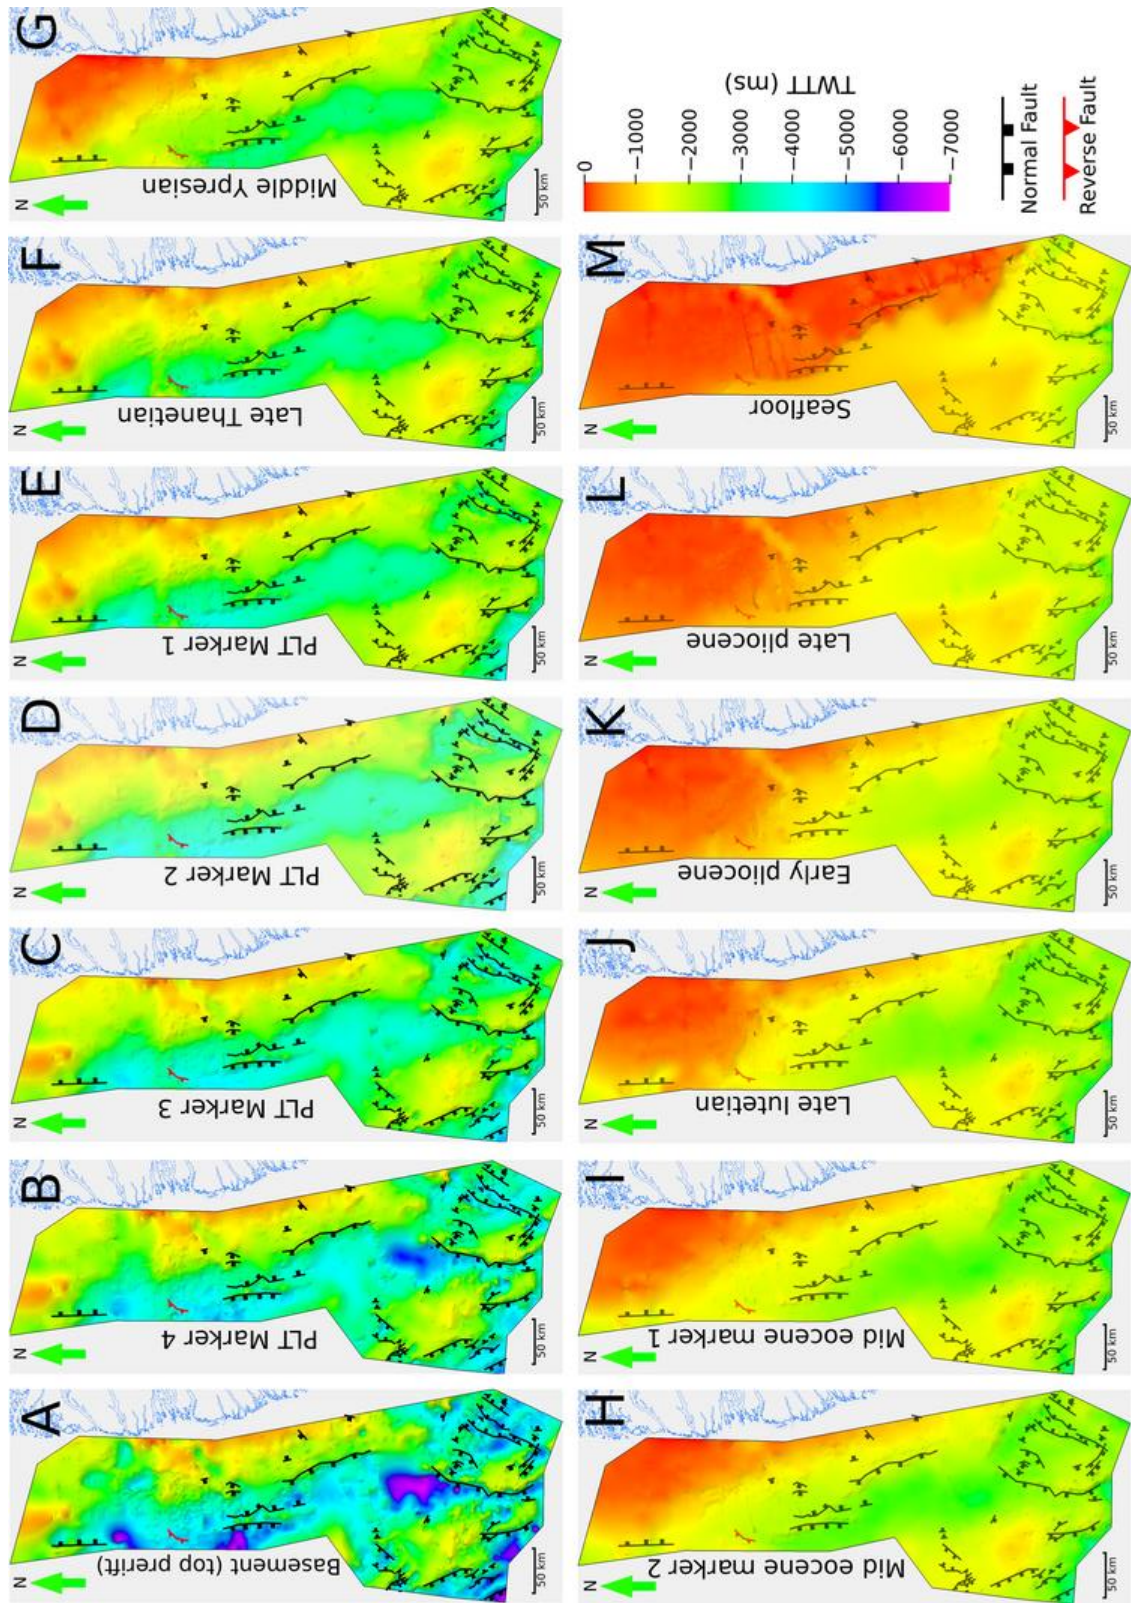 A
N
Basement (top prerift)
50 km
B
N
PLT Marker 4
50 km
C
N
PLT Marker 3
50 km
D
N
PLT Marker 2
50 km
E
N
PLT Marker 1
50 km
F
N
Late Thanetian
50 km
G
N
Middle Ypresian
50 km
H
N
Mid eocene marker 2
50 km
I
N
Mid eocene marker 1
50 km
J
N
Late lutetian
50 km
K
N
Early pliocene
50 km
L
N
Late pliocene
50 km
M
N
Seafloor
50 km
TWTT (ms)
0
−1000
−2000
−3000
−4000
−5000
−6000
−7000
Normal Fault
Reverse Fault